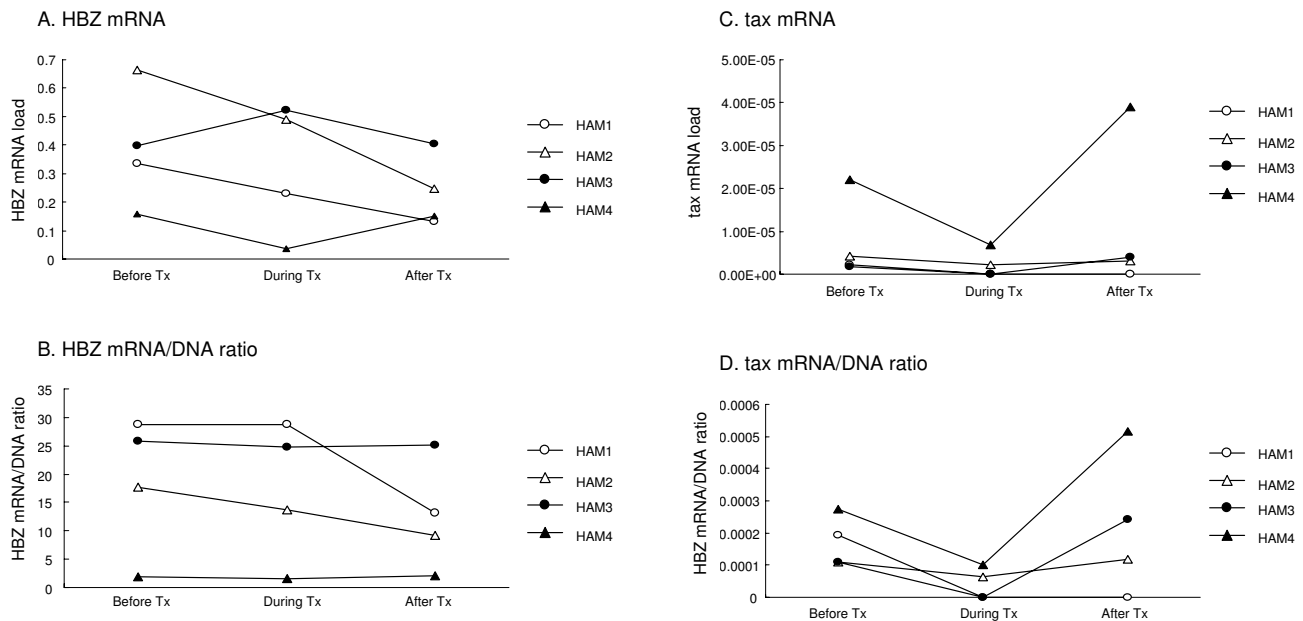 A. HBZ mRNA
HBZ mRNA load
0.7
0.6
0.5
0.4
0.3
0.2
0.1
0
Before Tx During Tx After Tx
HAM1
HAM2
HAM3
HAM4
C. tax mRNA
tax mRNA load
5.00E-05
4.00E-05
3.00E-05
2.00E-05
1.00E-05
0.00E+00
Before Tx During Tx After Tx
HAM1
HAM2
HAM3
HAM4
B. HBZ mRNA/DNA ratio
HBZ mRNA/DNA ratio
35
30
25
20
15
10
5
0
Before Tx During Tx After Tx
HAM1
HAM2
HAM3
HAM4
D. tax mRNA/DNA ratio
HBZ mRNA/DNA ratio
0.0006
0.0005
0.0004
0.0003
0.0002
0.0001
0
Before Tx During Tx After Tx
HAM1
HAM2
HAM3
HAM4